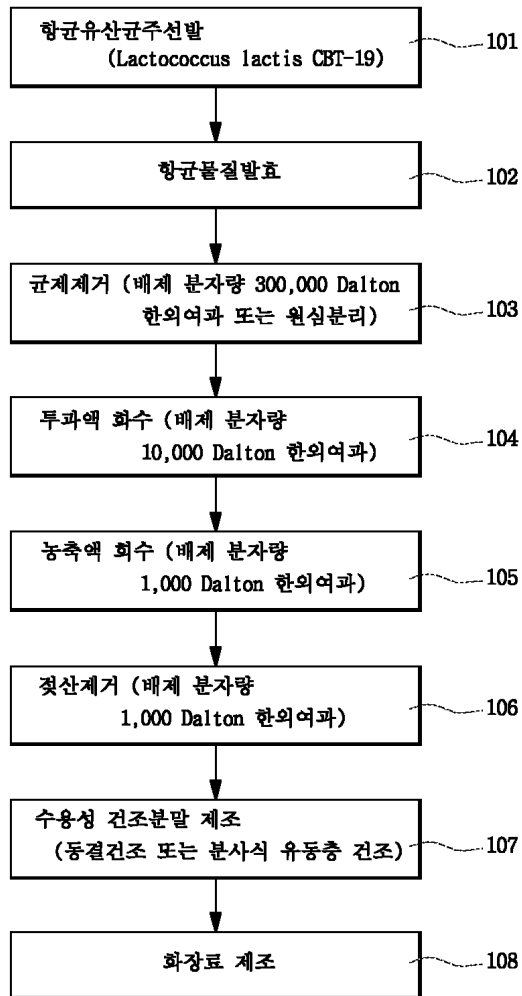 항균유산균주선발
(Lactococcus lactis CBT-19)
101
항균물질발효
102
균제제거 (배제 분자량 300,000 Dalton
한외여과 또는 원심분리)
103
투과액 회수 (배제 분자량
10,000 Dalton 한외여과)
104
농축액 회수 (배제 분자량
1,000 Dalton 한외여과)
105
젖산제거 (배제 분자량
1,000 Dalton 한외여과)
106
수용성 건조분말 제조
(동결건조 또는 분사식 유동층 건조)
107
화장료 제조
108